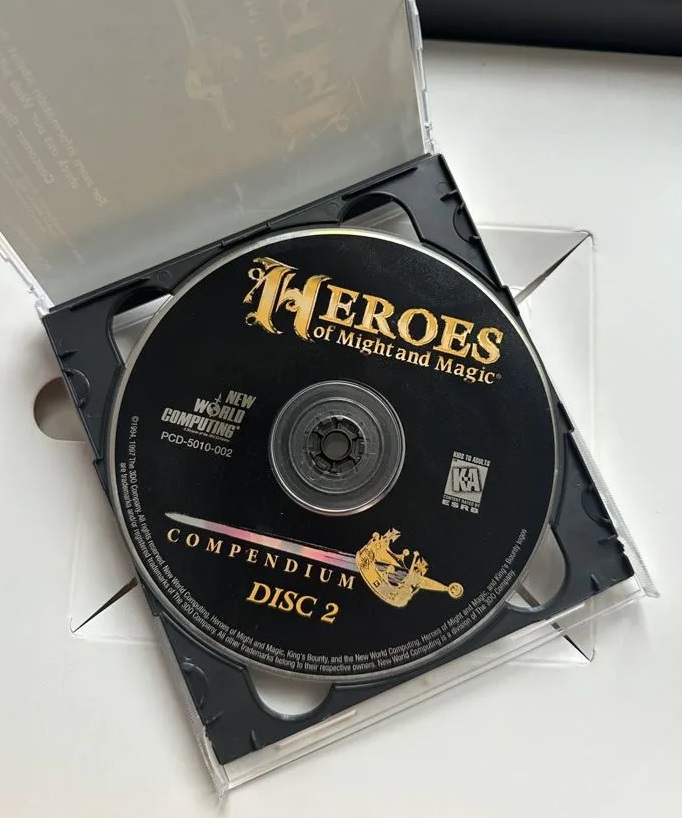 HEROES
of Might and Magic®
NEW
WORLD
COMPUTING®
PCD-5010-002
KIDS TO ADULTS
K-A
CONTENT RATED BY
ESRB
COMPENDIUM
DISC 2
©1994, 1997 The 3DO Company. All rights reserved. New World Computing, Heroes of Might and Magic, King's Bounty, and the New World Computing, Heroes of Might and Magic, and King's Bounty logos
are trademarks and/or registered trademarks of The 3DO Company. All other trademarks belong to their respective owners. New World Computing is a division of The 3DO Company.